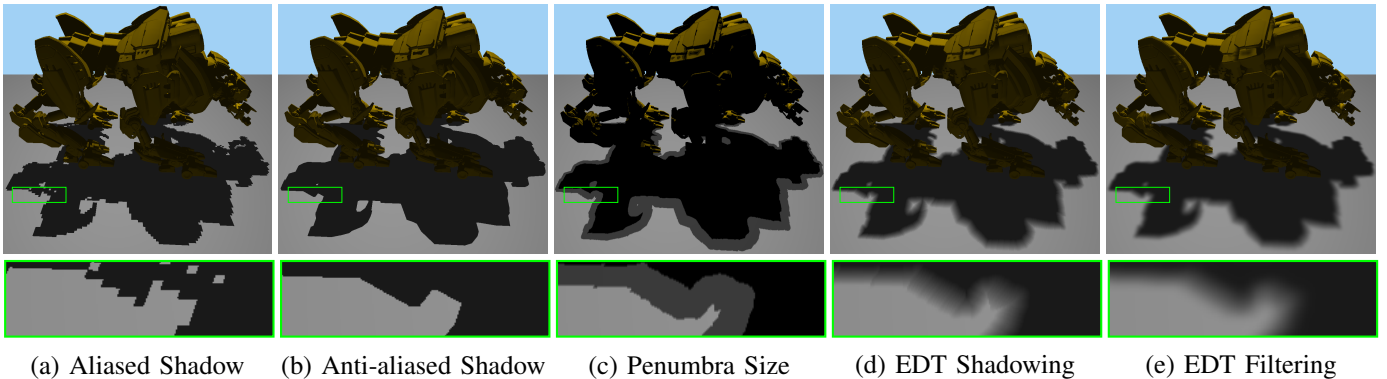 (a) Aliased Shadow
(b) Anti-aliased Shadow
(c) Penumbra Size
(d) EDT Shadowing
(e) EDT Filtering